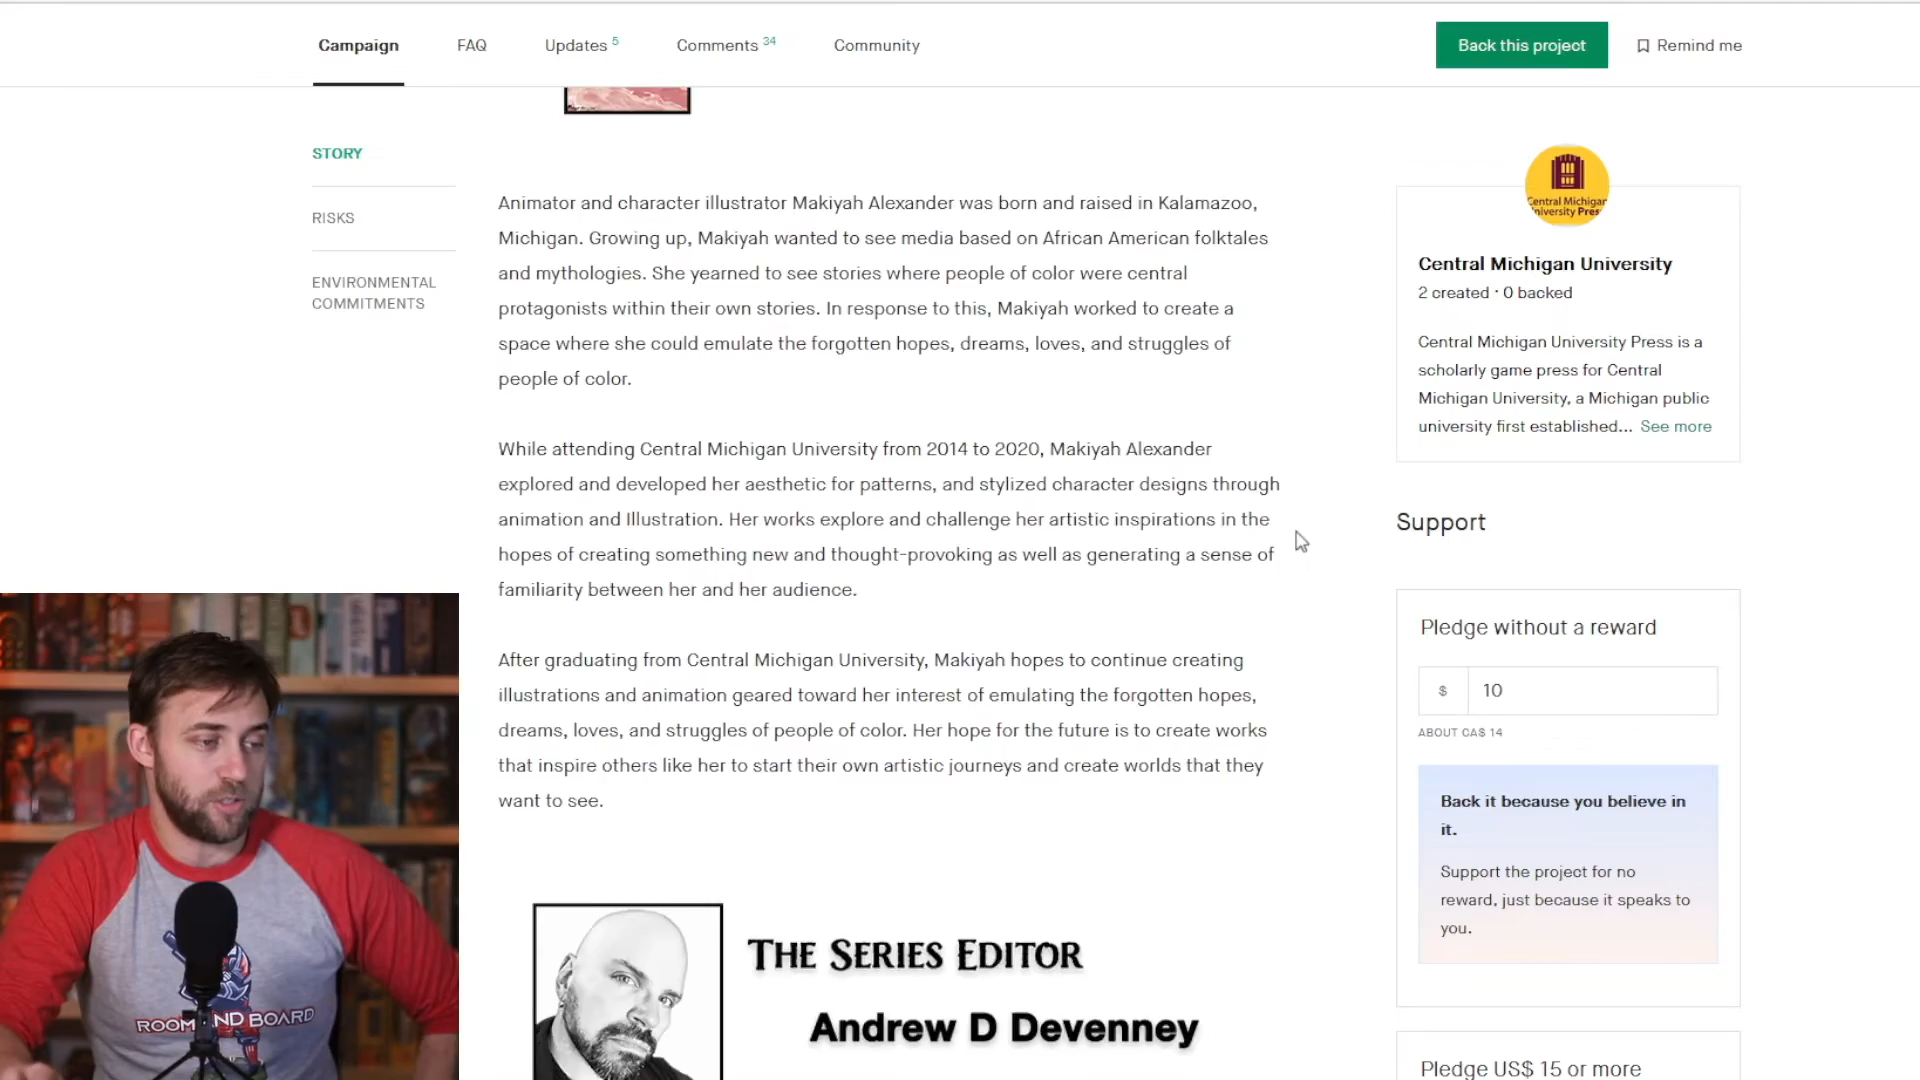 Campaign
FAQ
Updates 5
Comments 34
Community
Back this project
Remind me
STORY
RISKS
ENVIRONMENTAL
COMMITMENTS
Animator and character illustrator Makiyah Alexander was born and raised in Kalamazoo,
Michigan. Growing up, Makiyah wanted to see media based on African American folktales
and mythologies. She yearned to see stories where people of color were central
protagonists within their own stories. In response to this, Makiyah worked to create a
space where she could emulate the forgotten hopes, dreams, loves, and struggles of
people of color.
While attending Central Michigan University from 2014 to 2020, Makiyah Alexander
explored and developed her aesthetic for patterns, and stylized character designs through
animation and Illustration. Her works explore and challenge her artistic inspirations in the
hopes of creating something new and thought-provoking as well as generating a sense of
familiarity between her and her audience.
After graduating from Central Michigan University, Makiyah hopes to continue creating
illustrations and animation geared toward her interest of emulating the forgotten hopes,
dreams, loves, and struggles of people of color. Her hope for the future is to create works
that inspire others like her to start their own artistic journeys and create worlds that they
want to see.
THE SERIES EDITOR
Andrew D Devenney
Central Michigan
University Press
Central Michigan University
2 created · 0 backed
Central Michigan University Press is a
scholarly game press for Central
Michigan University, a Michigan public
university first established... See more
Support
Pledge without a reward
$ 10
ABOUT CA$ 14
Back it because you believe in
it.
Support the project for no
reward, just because it speaks to
you.
Pledge US$ 15 or more
ROOM AND BOARD